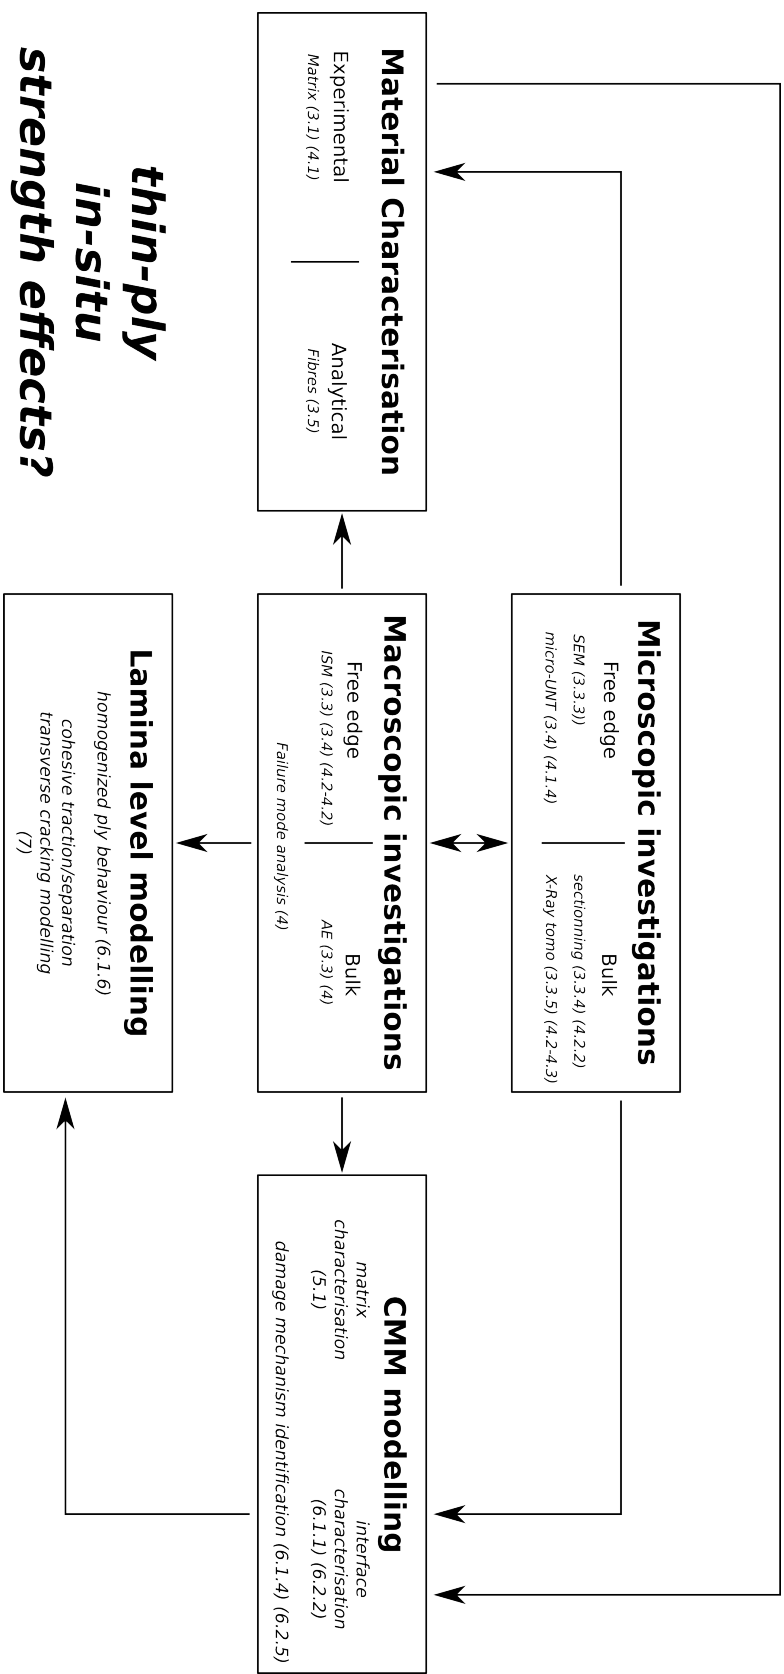 Microscopic investigations
Free edge
SEM (3.3.3))
micro-UNT (3.4) (4.1.4)
Bulk
sectionning (3.3.4) (4.2.2)
X-Ray tomo (3.3.5) (4.2-4.3)
Material Characterisation
Experimental
Matrix (3.1) (4.1)
Analytical
Fibres (3.5)
Macroscopic investigations
Free edge
ISM (3.3) (3.4) (4.2-4.2)
Bulk
AE (3.3) (4)
Failure mode analysis (4)
CMM modelling
matrix
characterisation
(5.1)
interface
characterisation
(6.1.1) (6.2.2)
damage mechanism identification (6.1.4) (6.2.5)
thin-ply
in-situ
strength effects?
Lamina level modelling
homogenized ply behaviour (6.1.6)
cohesive traction/separation
transverse cracking modelling
(7)